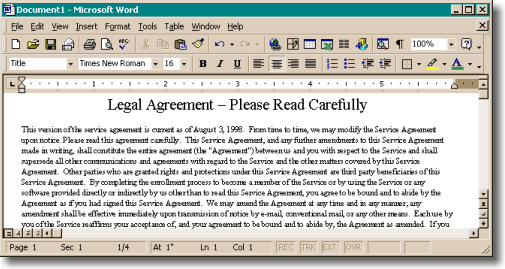 Document1 - Microsoft Word
File Edit View Insert Format Tools Table Window Help
100%
Title Times New Roman 16 B I U
1 2 3 4 5
Legal Agreement – Please Read Carefully
This version of the service agreement is current as of August 3, 1998. From time to time, we may modify the Service Agreement
upon notice. Please read this agreement carefully. This Service Agreement, and any further amendments to this Service Agreement
made in writing, shall constitute the entire agreement (the "Agreement") between us and you with respect to the Service and shall
supersede all other communications and agreements with regard to the Service and the other matters covered by this Service
Agreement. Other parties who are granted rights and protections under this Service Agreement are third party beneficiaries of this
Service Agreement. By completing the enrollment process to become a member of the Service or by using the Service or any
software provided directly or indirectly by us other than to read this Service Agreement, you agree to be bound and to abide by the
Agreement as if you had signed this Service Agreement. We may amend the Agreement at any time and in any manner; any
amendment shall be effective immediately upon transmission of notice by e-mail, conventional mail, or any other means. Each use by
you of the Service reaffirms your acceptance of, and your agreement to be bound and to abide by, the Agreement as amended. If you
Page 1 Sec 1 1/4 At 1" Ln 1 Col 1 REC TRK EXT OVR